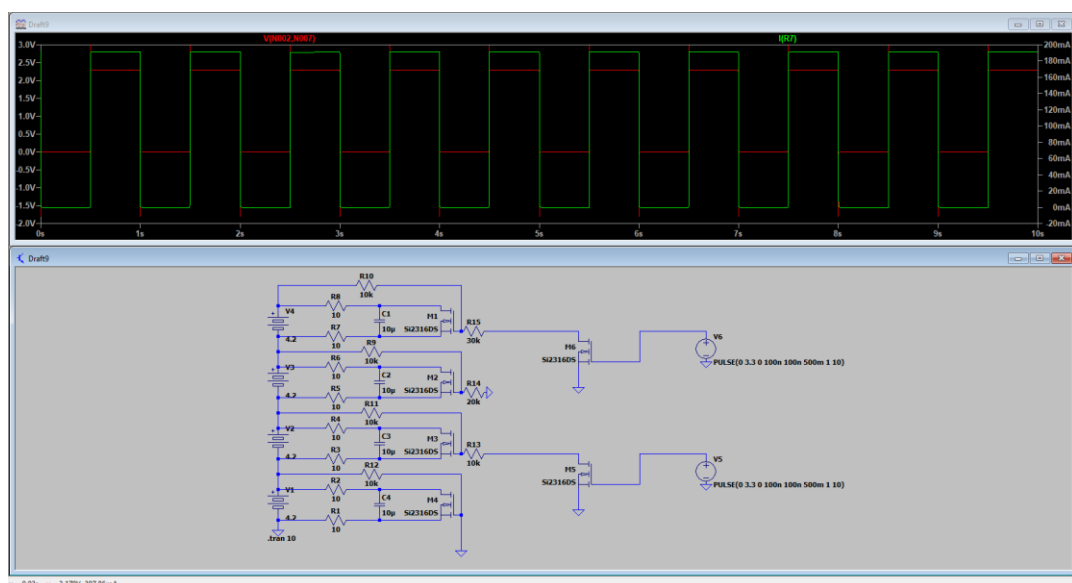 Draft9
V(N002,N007)
I(R7)
3.0V
2.5V
2.0V
1.5V
1.0V
0.5V
0.0V
-0.5V
-1.0V
-1.5V
-2.0V
200mA
180mA
160mA
140mA
120mA
100mA
80mA
60mA
40mA
20mA
0mA
-20mA
0s 1s 2s 3s 4s 5s 6s 7s 8s 9s 10s
Draft9
R10
10k
R8
10
V4
4.2
C1
10µ
M1
Si2316DS
R7
10
R15
30k
M6
Si2316DS
V6
PULSE(0 3.3 0 100n 100n 500m 1 10)
R9
10k
R6
10
V3
4.2
C2
10µ
M2
Si2316DS
R5
10
R14
20k
R11
10k
R4
10
V2
4.2
C3
10µ
M3
Si2316DS
R3
10
R13
10k
M5
Si2316DS
V5
PULSE(0 3.3 0 100n 100n 500m 1 10)
R12
10k
R2
10
V1
4.2
C4
10µ
M4
Si2316DS
R1
10
.tran 10